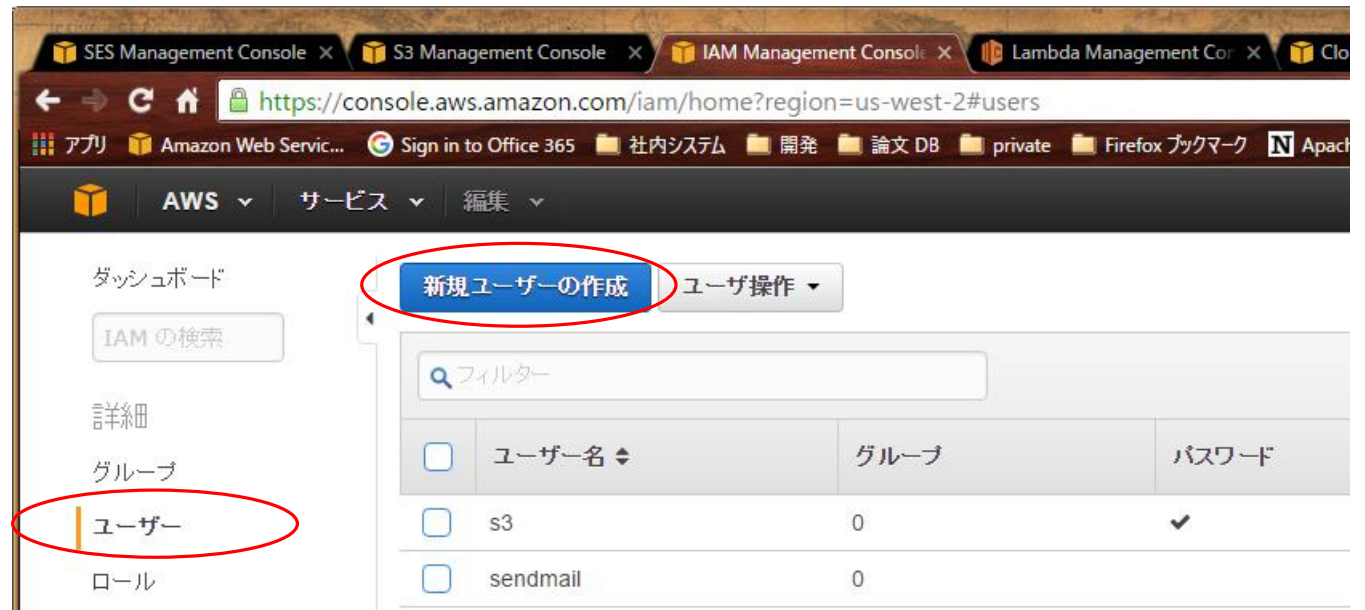 SES Management Console
S3 Management Console
IAM Management Console
Lambda Management Con
Clo
https://console.aws.amazon.com/iam/home?region=us-west-2#users
アプリ
Amazon Web Servic...
Sign in to Office 365
社内システム
開発
論文 DB
private
Firefox ブックマーク
N Apach
AWS
サービス
編集
ダッシュボード
新規ユーザーの作成
ユーザ操作
IAM の検索
フィルター
詳細
ユーザー名
グループ
パスワード
グループ
s3
0
ユーザー
sendmail
0
ロール